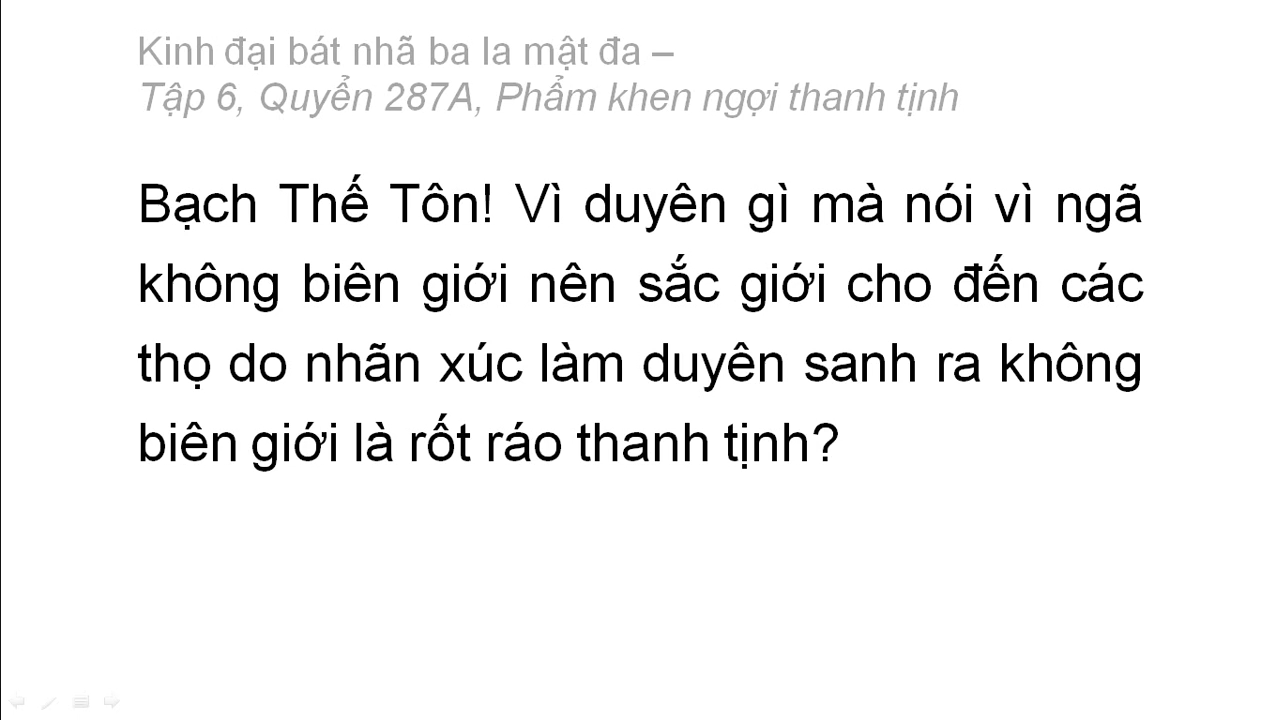 Kinh đại bát nhã ba la mật đa –
Tập 6, Quyển 287A, Phẩm khen ngợi thanh tịnh
Bạch Thế Tôn! Vì duyên gì mà nói vì ngã
không biên giới nên sắc giới cho đến các
thọ do nhãn xúc làm duyên sanh ra không
biên giới là rốt ráo thanh tịnh?